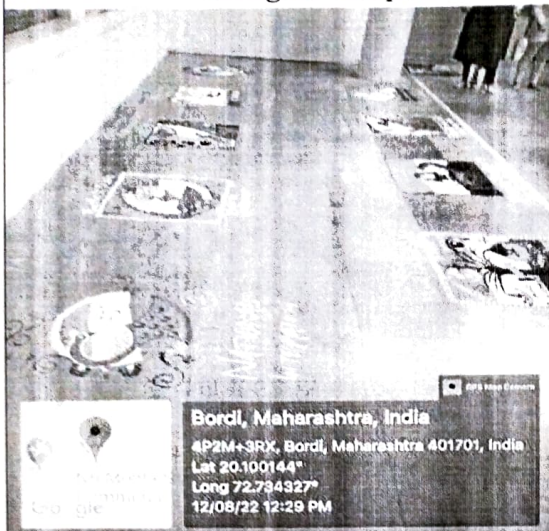 GPS Map Camera
Bordi, Maharashtra, India
4P2M+3RX, Bordi, Maharashtra 401701, India
Lat 20.100144°
Long 72.734327°
12/08/22 12:29 PM
Google